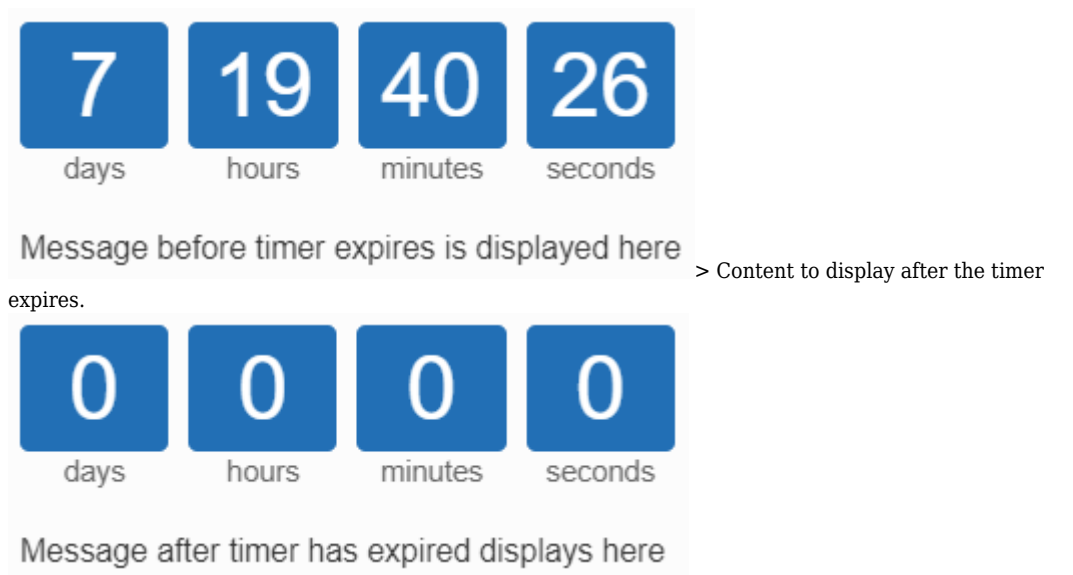 7 19 40 26
days hours minutes seconds
Message before timer expires is displayed here
> Content to display after the timer
expires.
0 0 0 0
days hours minutes seconds
Message after timer has expired displays here